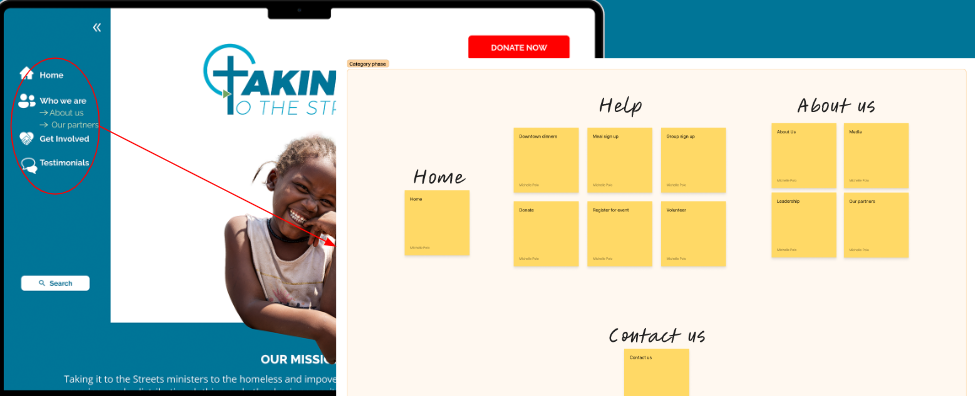 «
DONATE NOW
Home
Who we are
About us
Our partners
Get Involved
Testimonials
Search
TAKIN
O THE STR
OUR MISSI
Taking it to the Streets ministers to the homeless and impove
Category phase
Home
Home
Michelle Post
Help
Downtown dinners
Meal sign up
Group sign up
Donate
Register for event
Volunteer
About us
About Us
Media
Leadership
Our partners
Contact us
Contact us